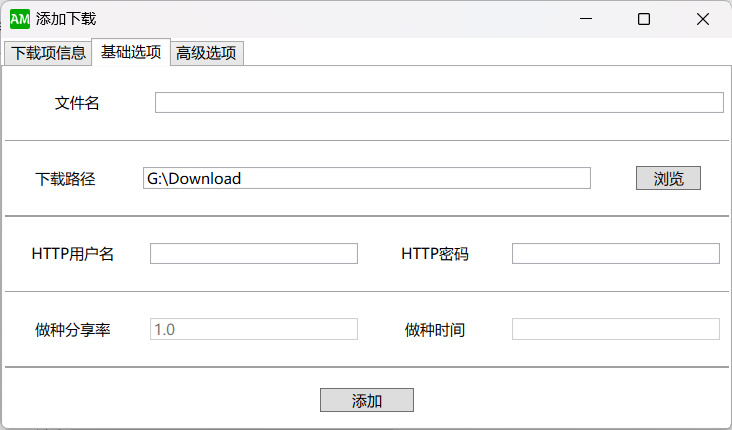 AM 添加下载
下载项信息 基础选项 高级选项
文件名
下载路径 G:\Download 浏览
HTTP用户名 HTTP密码
做种分享率 1.0 做种时间
添加